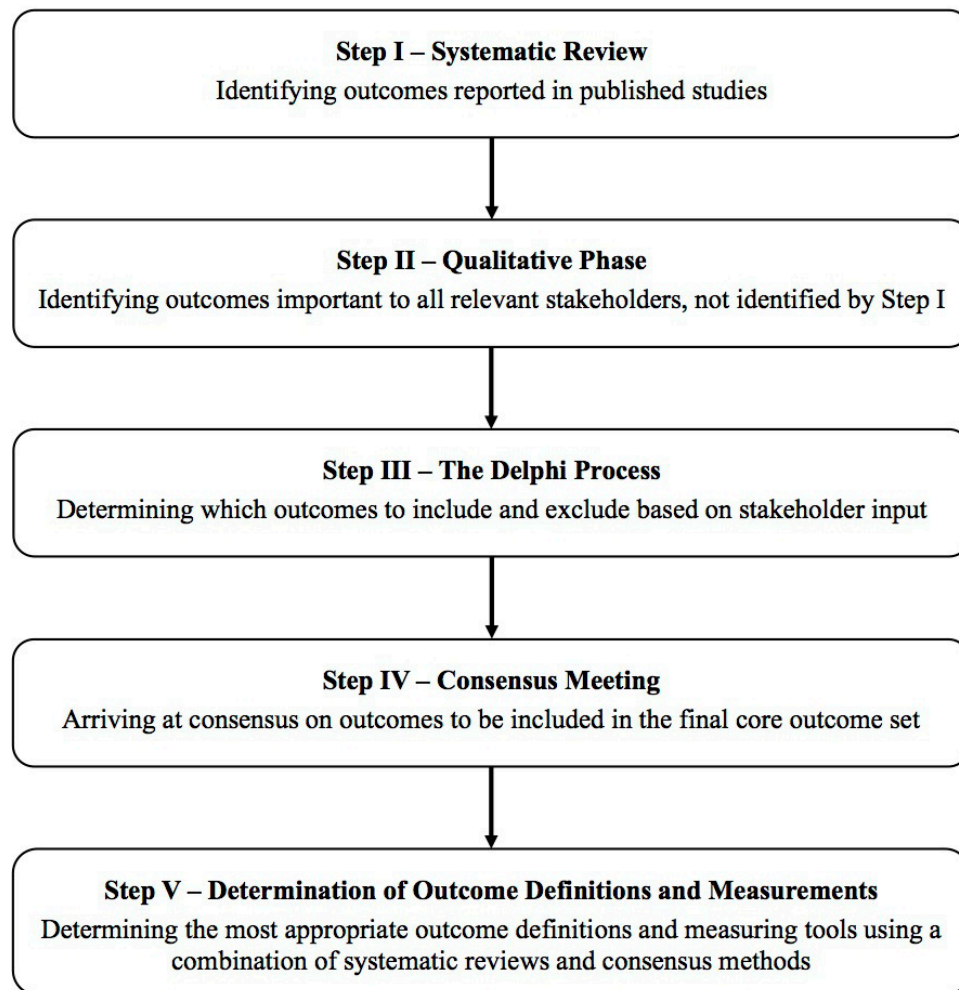 Step I – Systematic Review
Identifying outcomes reported in published studies
Step II – Qualitative Phase
Identifying outcomes important to all relevant stakeholders, not identified by Step I
Step III – The Delphi Process
Determining which outcomes to include and exclude based on stakeholder input
Step IV – Consensus Meeting
Arriving at consensus on outcomes to be included in the final core outcome set
Step V – Determination of Outcome Definitions and Measurements
Determining the most appropriate outcome definitions and measuring tools using a
combination of systematic reviews and consensus methods